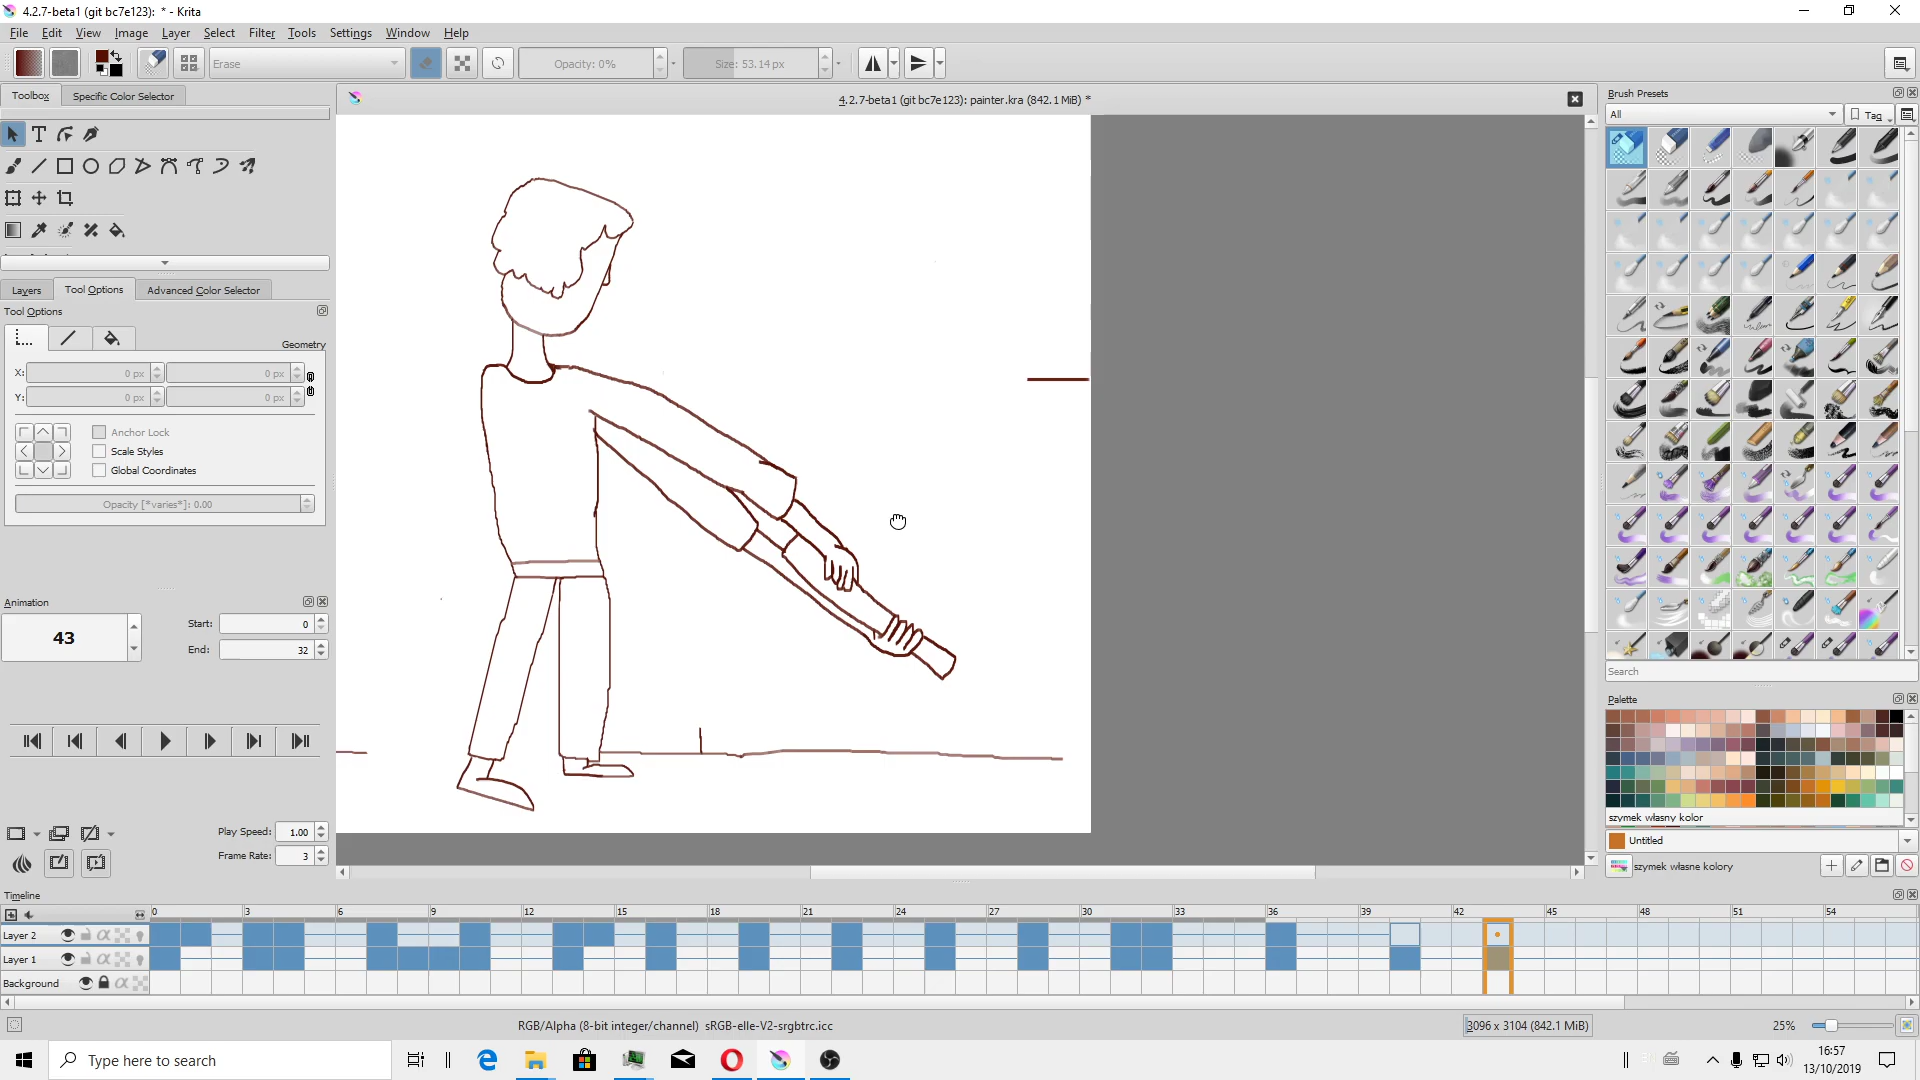 4.2.7-beta1 (git bc7e123):  * - Krita
File Edit View Image Layer Select Filter Tools Settings Window Help
Erase
Opacity: 0%
Size: 53.14 px
Toolbox
Specific Color Selector
4.2.7-beta1 (git bc7e123): painter.kra (842.1 MiB) *
Brush Presets
All
Tag
Layers
Tool Options
Advanced Color Selector
Tool Options
Geometry
X:
0 px
0 px
Y:
0 px
0 px
Anchor Lock
Scale Styles
Global Coordinates
Opacity [*varies*]: 0.00
Animation
43
Start:
0
End:
32
Search
Palette
szymek własny kolor
Play Speed:
1.00
Frame Rate:
3
Untitled
szymek własne kolory
Timeline
0 3 6 9 12 15 18 21 24 27 30 33 36 39 42 45 48 51 54
Layer 2
Layer 1
Background
RGB/Alpha (8-bit integer/channel)  sRGB-elle-V2-srgbtrc.icc
3096 x 3104 (842.1 MiB)
25%
Type here to search
16:57
13/10/2019